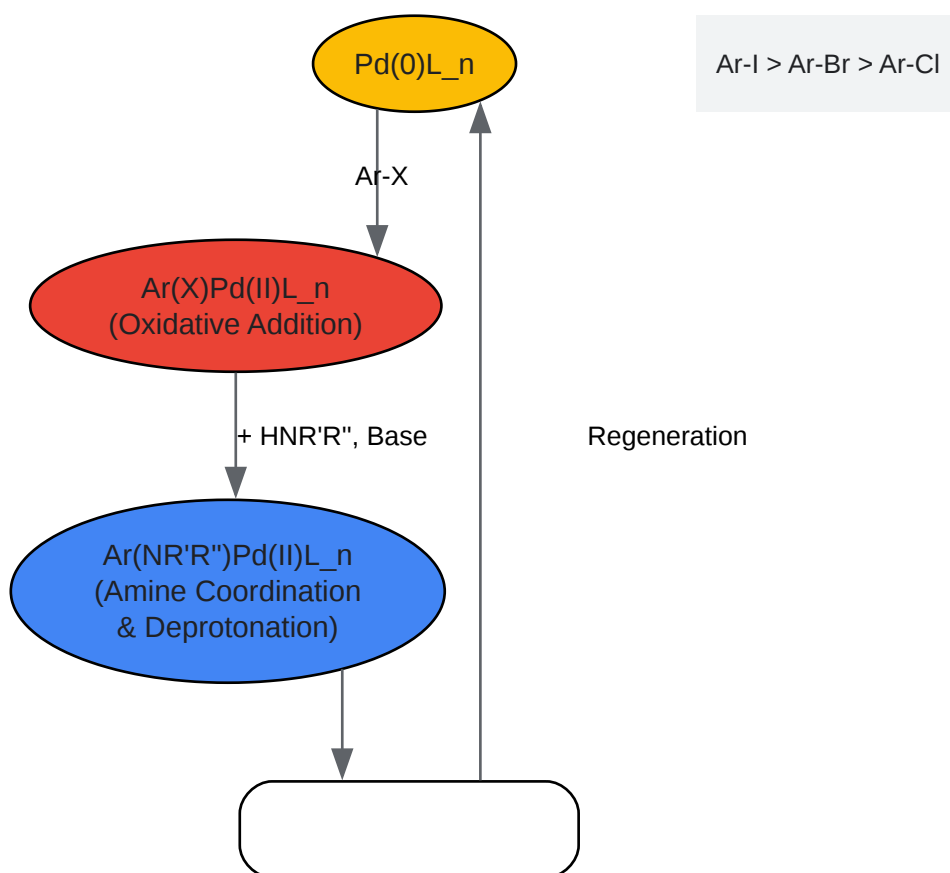 Pd(0)L_n
Ar-I > Ar-Br > Ar-Cl
Ar-X
Ar(X)Pd(II)L_n
(Oxidative Addition)
+ HNR'R'', Base
Regeneration
Ar(NR'R'')Pd(II)L_n
(Amine Coordination
& Deprotonation)